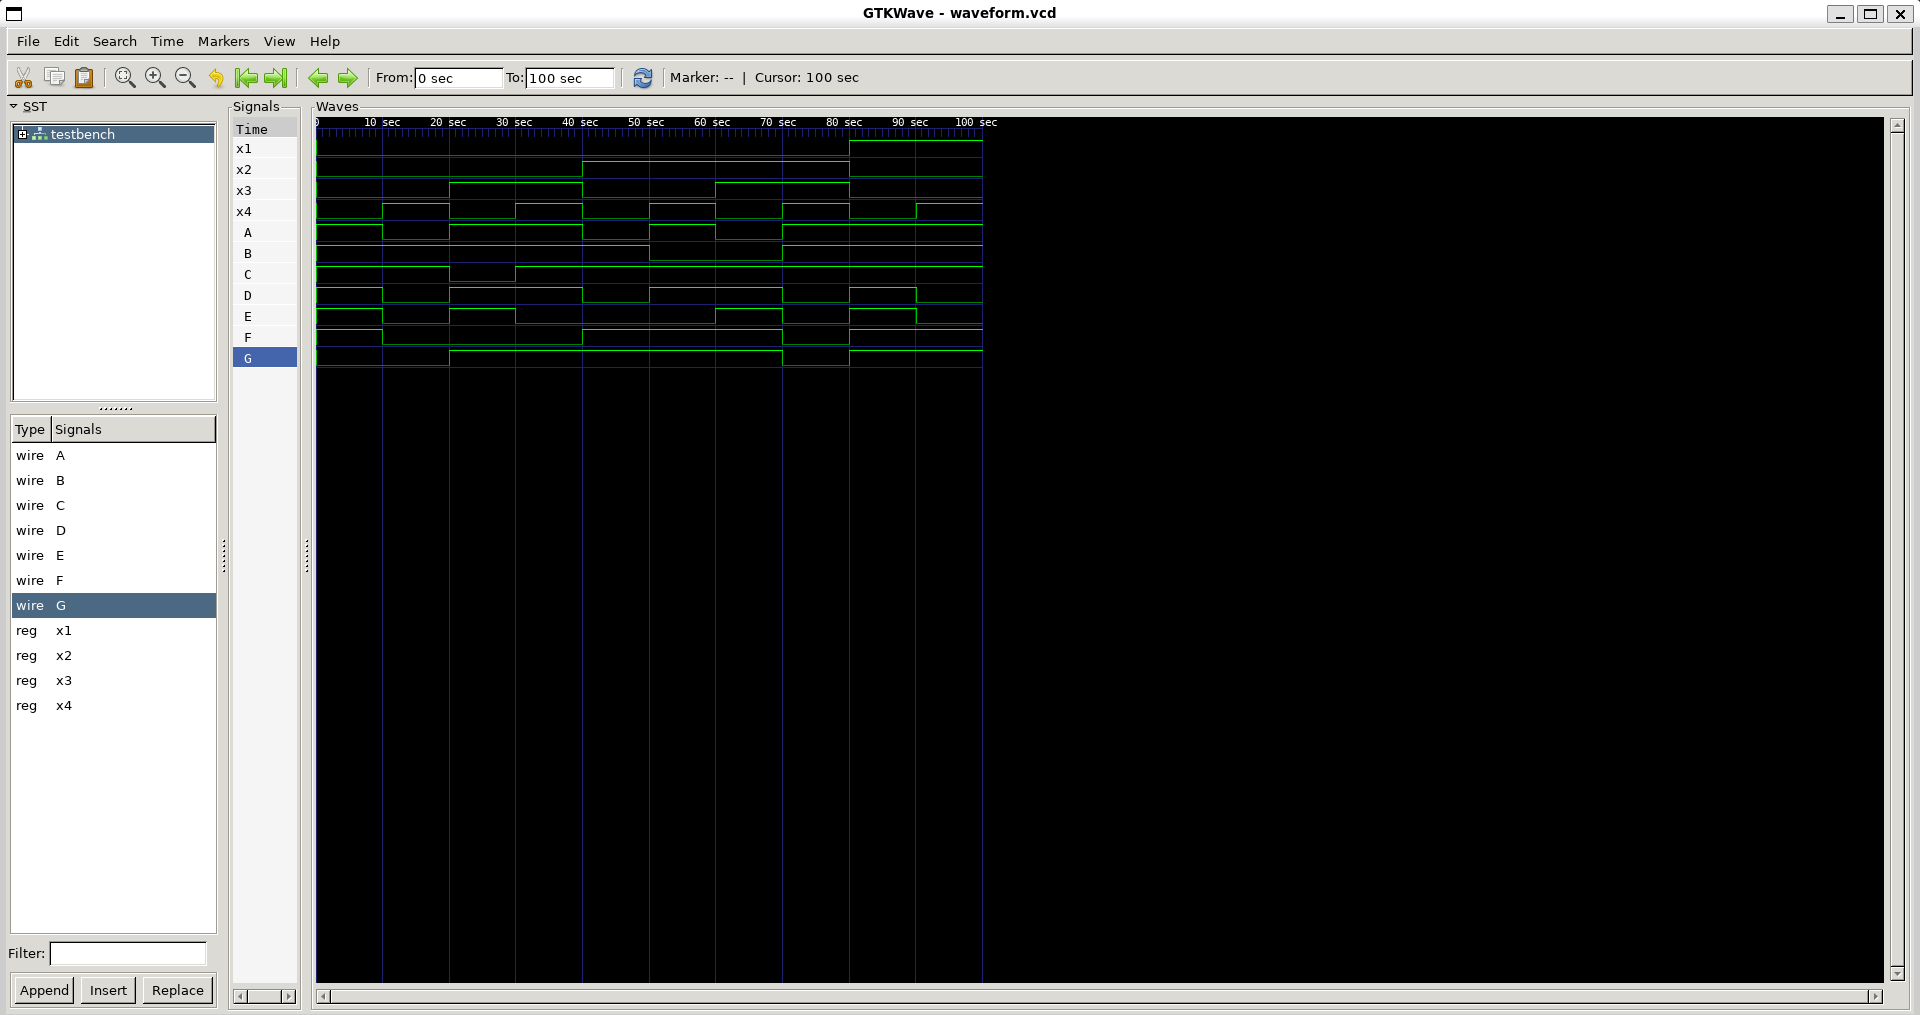 GTKWave - waveform.vcd
File Edit Search Time Markers View Help
From: 0 sec To: 100 sec Marker: -- | Cursor: 100 sec
SST
testbench
Type Signals
wire A
wire B
wire C
wire D
wire E
wire F
wire G
reg x1
reg x2
reg x3
reg x4
Filter:
Append Insert Replace
Signals
Time
x1
x2
x3
x4
A
B
C
D
E
F
G
Waves
0 10 sec 20 sec 30 sec 40 sec 50 sec 60 sec 70 sec 80 sec 90 sec 100 sec